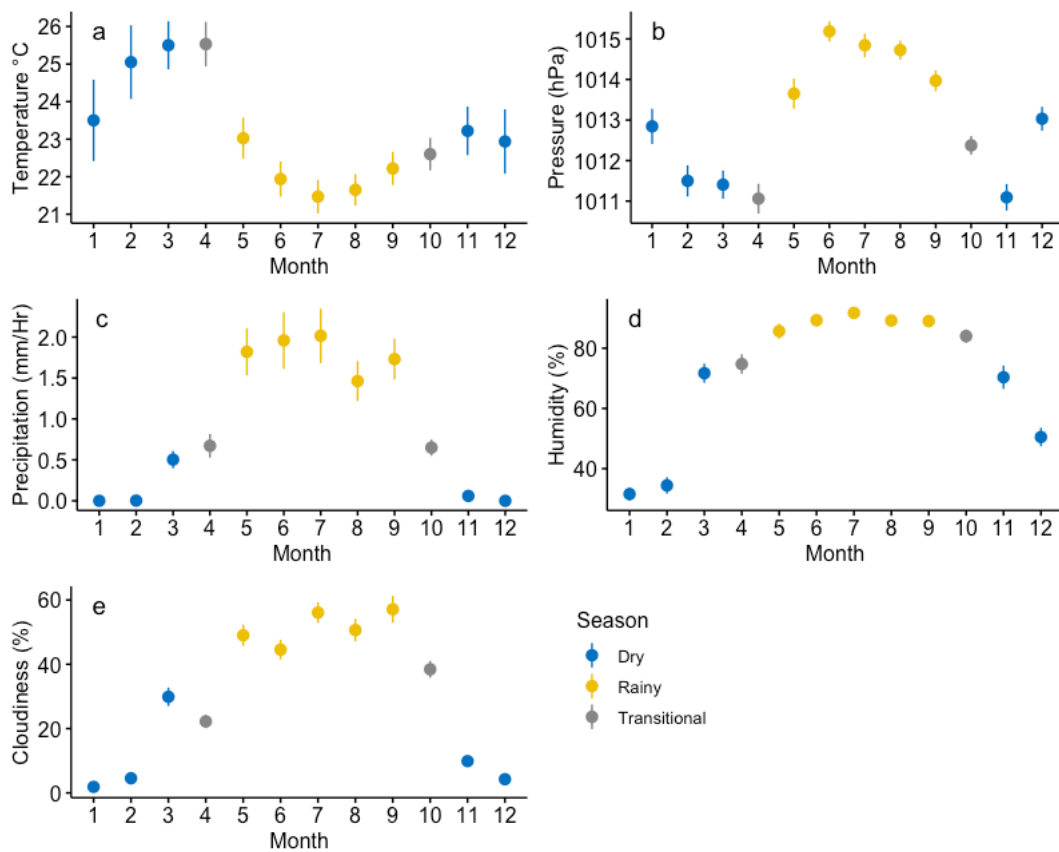 a
Temperature °C
26
25
24
23
22
21
1 2 3 4 5 6 7 8 9 10 11 12
Month
b
Pressure (hPa)
1015
1014
1013
1012
1011
1 2 3 4 5 6 7 8 9 10 11 12
Month
c
Precipitation (mm/Hr)
2.0
1.5
1.0
0.5
0.0
1 2 3 4 5 6 7 8 9 10 11 12
Month
d
Humidity (%)
80
60
40
1 2 3 4 5 6 7 8 9 10 11 12
Month
e
Cloudiness (%)
60
40
20
0
1 2 3 4 5 6 7 8 9 10 11 12
Month
Season
Dry
Rainy
Transitional